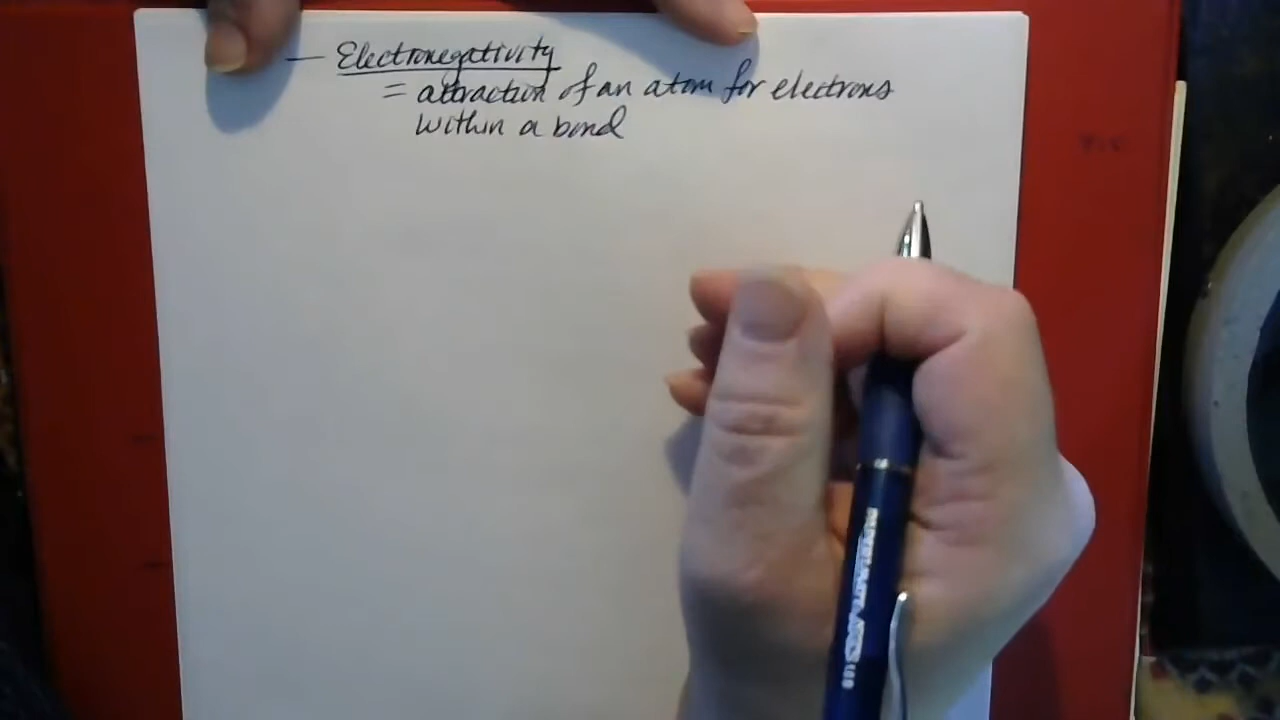 — Electronegativity
= attraction of an atom for electrons
within a bond